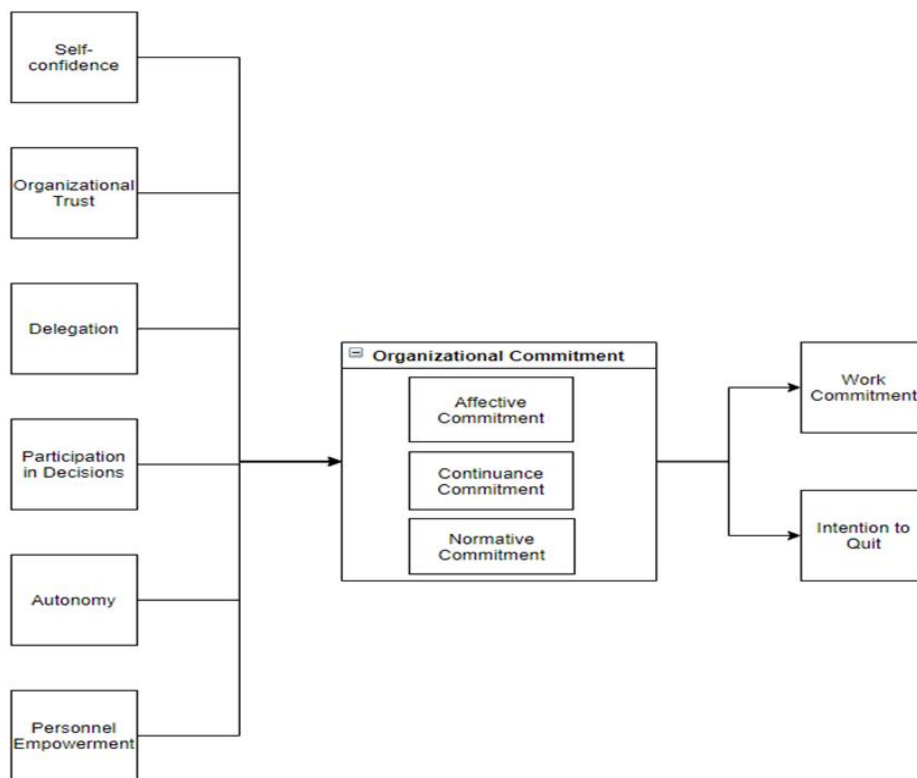 Self-
confidence
Organizational
Trust
Delegation
Participation
in Decisions
Autonomy
Personnel
Empowerment
Organizational Commitment
Affective
Commitment
Continuance
Commitment
Normative
Commitment
Work
Commitment
Intention to
Quit